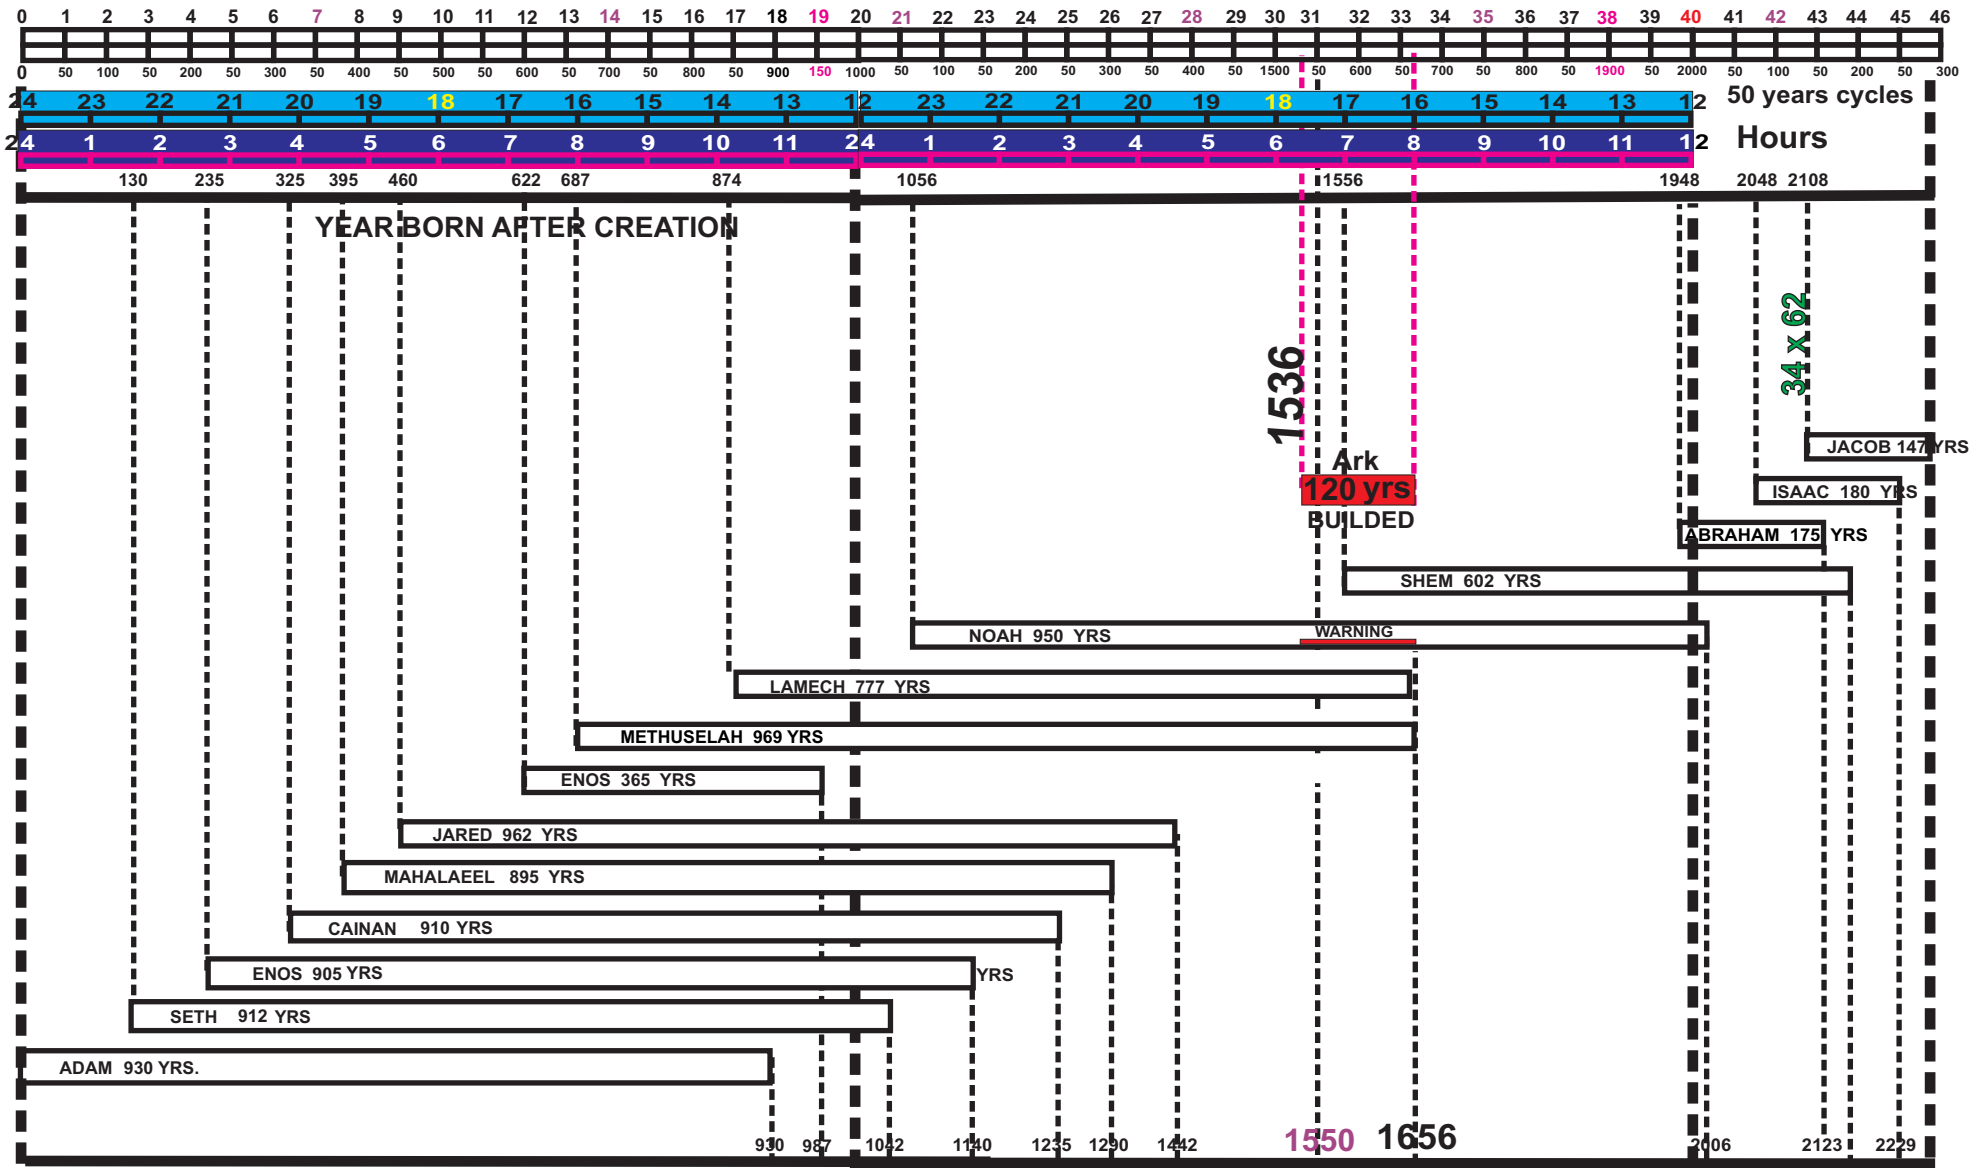 0 1 2 3 4 5 6 7 8 9 10 11 12 13 14 15 16 17 18 19 20 21 22 23 24 25 26 27 28 29 30 31 32 33 34 35 36 37 38 39 40 41 42 43 44 45 46
0 50 100 50 200 50 300 50 400 50 500 50 600 50 700 50 800 50 900 150 1000 50 100 50 200 50 300 50 400 50 1500 50 600 50 700 50 800 50 1900 50 2000 50 100 50 200 50 300
24 23 22 21 20 19 18 17 16 15 14 13 12 23 22 21 20 19 18 17 16 15 14 13 12 50 years cycles
24 1 2 3 4 5 6 7 8 9 10 11 24 1 2 3 4 5 6 7 8 9 10 11 12 Hours
130 235 325 395 460 622 687 874 1056 1556 1948 2048 2108
YEAR BORN AFTER CREATION
34 x 62
1536
JACOB 147 YRS
Ark
120 yrs
BUILDED
ISAAC 180 YRS
ABRAHAM 175 YRS
SHEM 602 YRS
NOAH 950 YRS WARNING
LAMECH 777 YRS
METHUSELAH 969 YRS
ENOS 365 YRS
JARED 962 YRS
MAHALAEEL 895 YRS
CAINAN 910 YRS
ENOS 905 YRS YRS
SETH 912 YRS
ADAM 930 YRS.
930 987 1042 1140 1235 1290 1442 1550 1656 2006 2123 2229